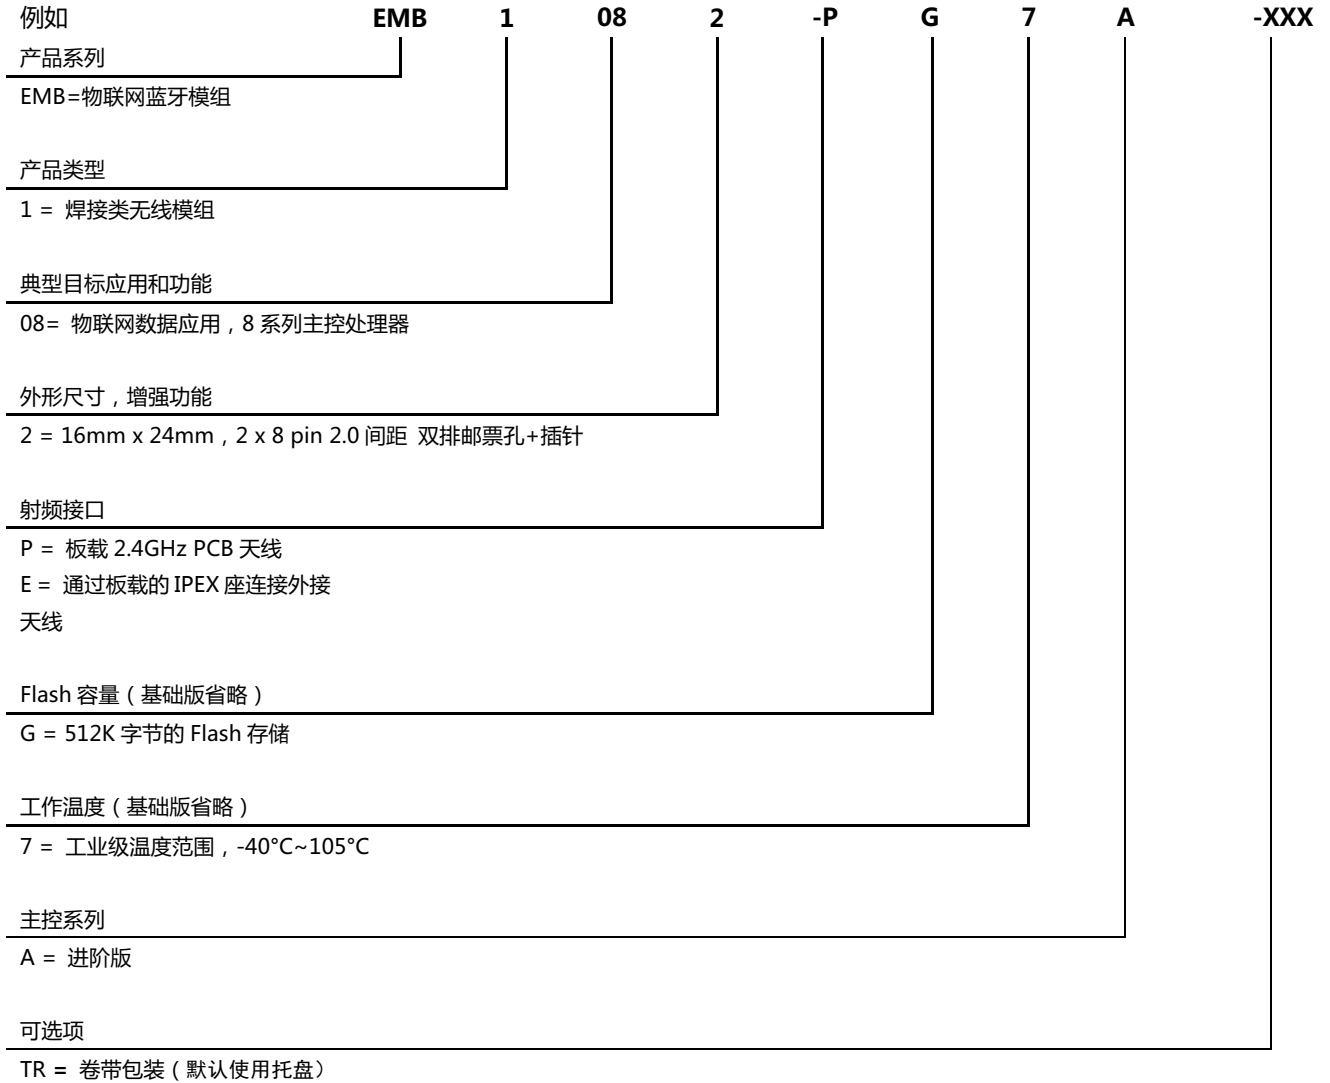 例如 EMB 1 08 2 -P G 7 A -XXX
产品系列
EMB=物联网蓝牙模组
产品类型
1 = 焊接类无线模组
典型目标应用和功能
08= 物联网数据应用，8 系列主控处理器
外形尺寸，增强功能
2 = 16mm x 24mm，2 x 8 pin 2.0 间距 双排邮票孔+插针
射频接口
P = 板载 2.4GHz PCB 天线
E = 通过板载的 IPEX 座连接外接
天线
Flash 容量（基础版省略）
G = 512K 字节的 Flash 存储
工作温度（基础版省略）
7 = 工业级温度范围，-40°C~105°C
主控系列
A = 进阶版
可选项
TR = 卷带包装（默认使用托盘）